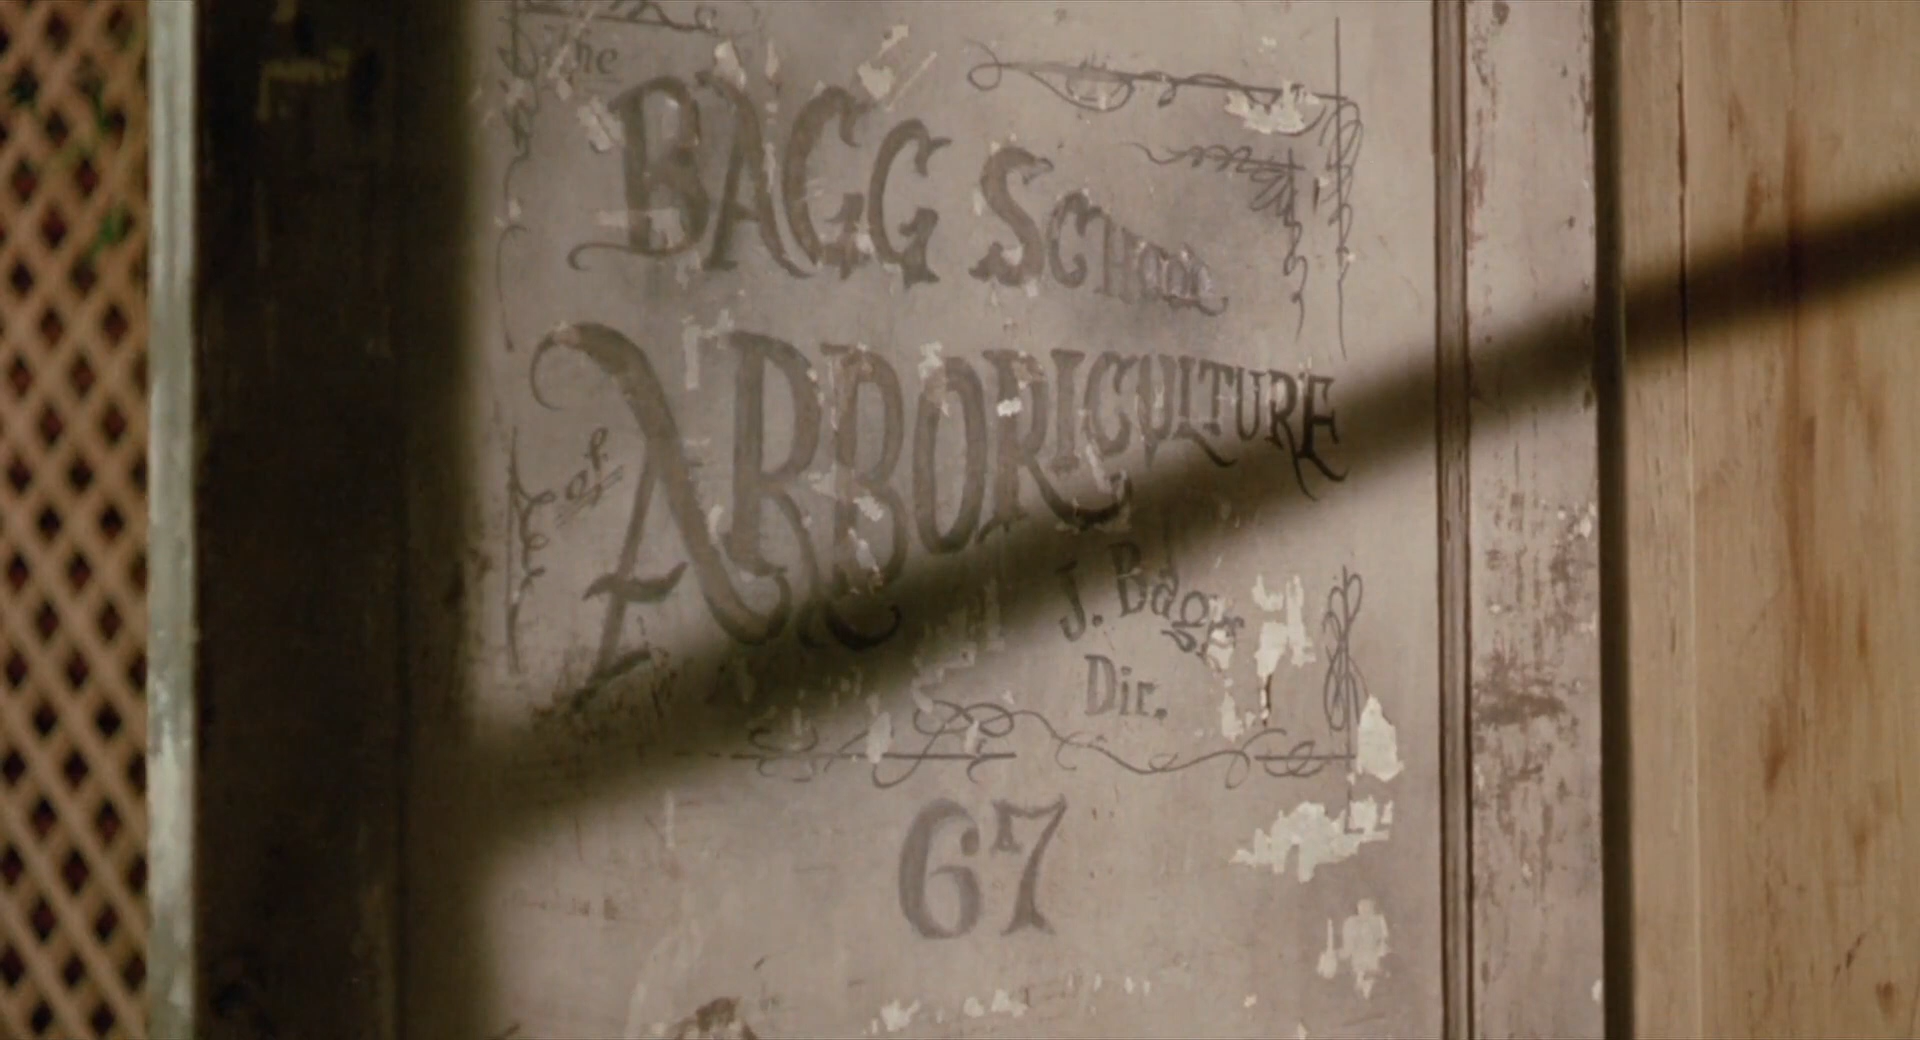 The
BAGG SCHOOL
of
ARBORICULTURE
J. Bagg
Dir.
67